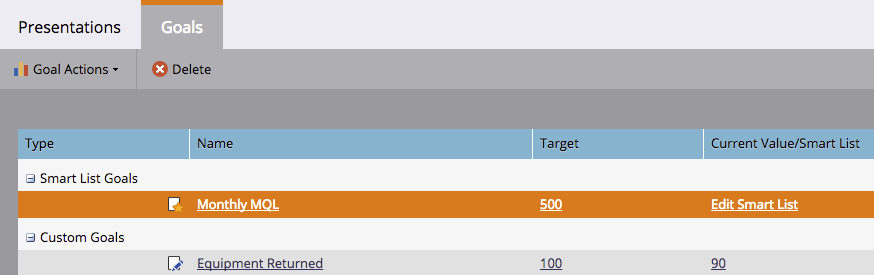 Presentations Goals
Goal Actions Delete
Type Name Target Current Value/Smart List
Smart List Goals
Monthly MQL 500 Edit Smart List
Custom Goals
Equipment Returned 100 90